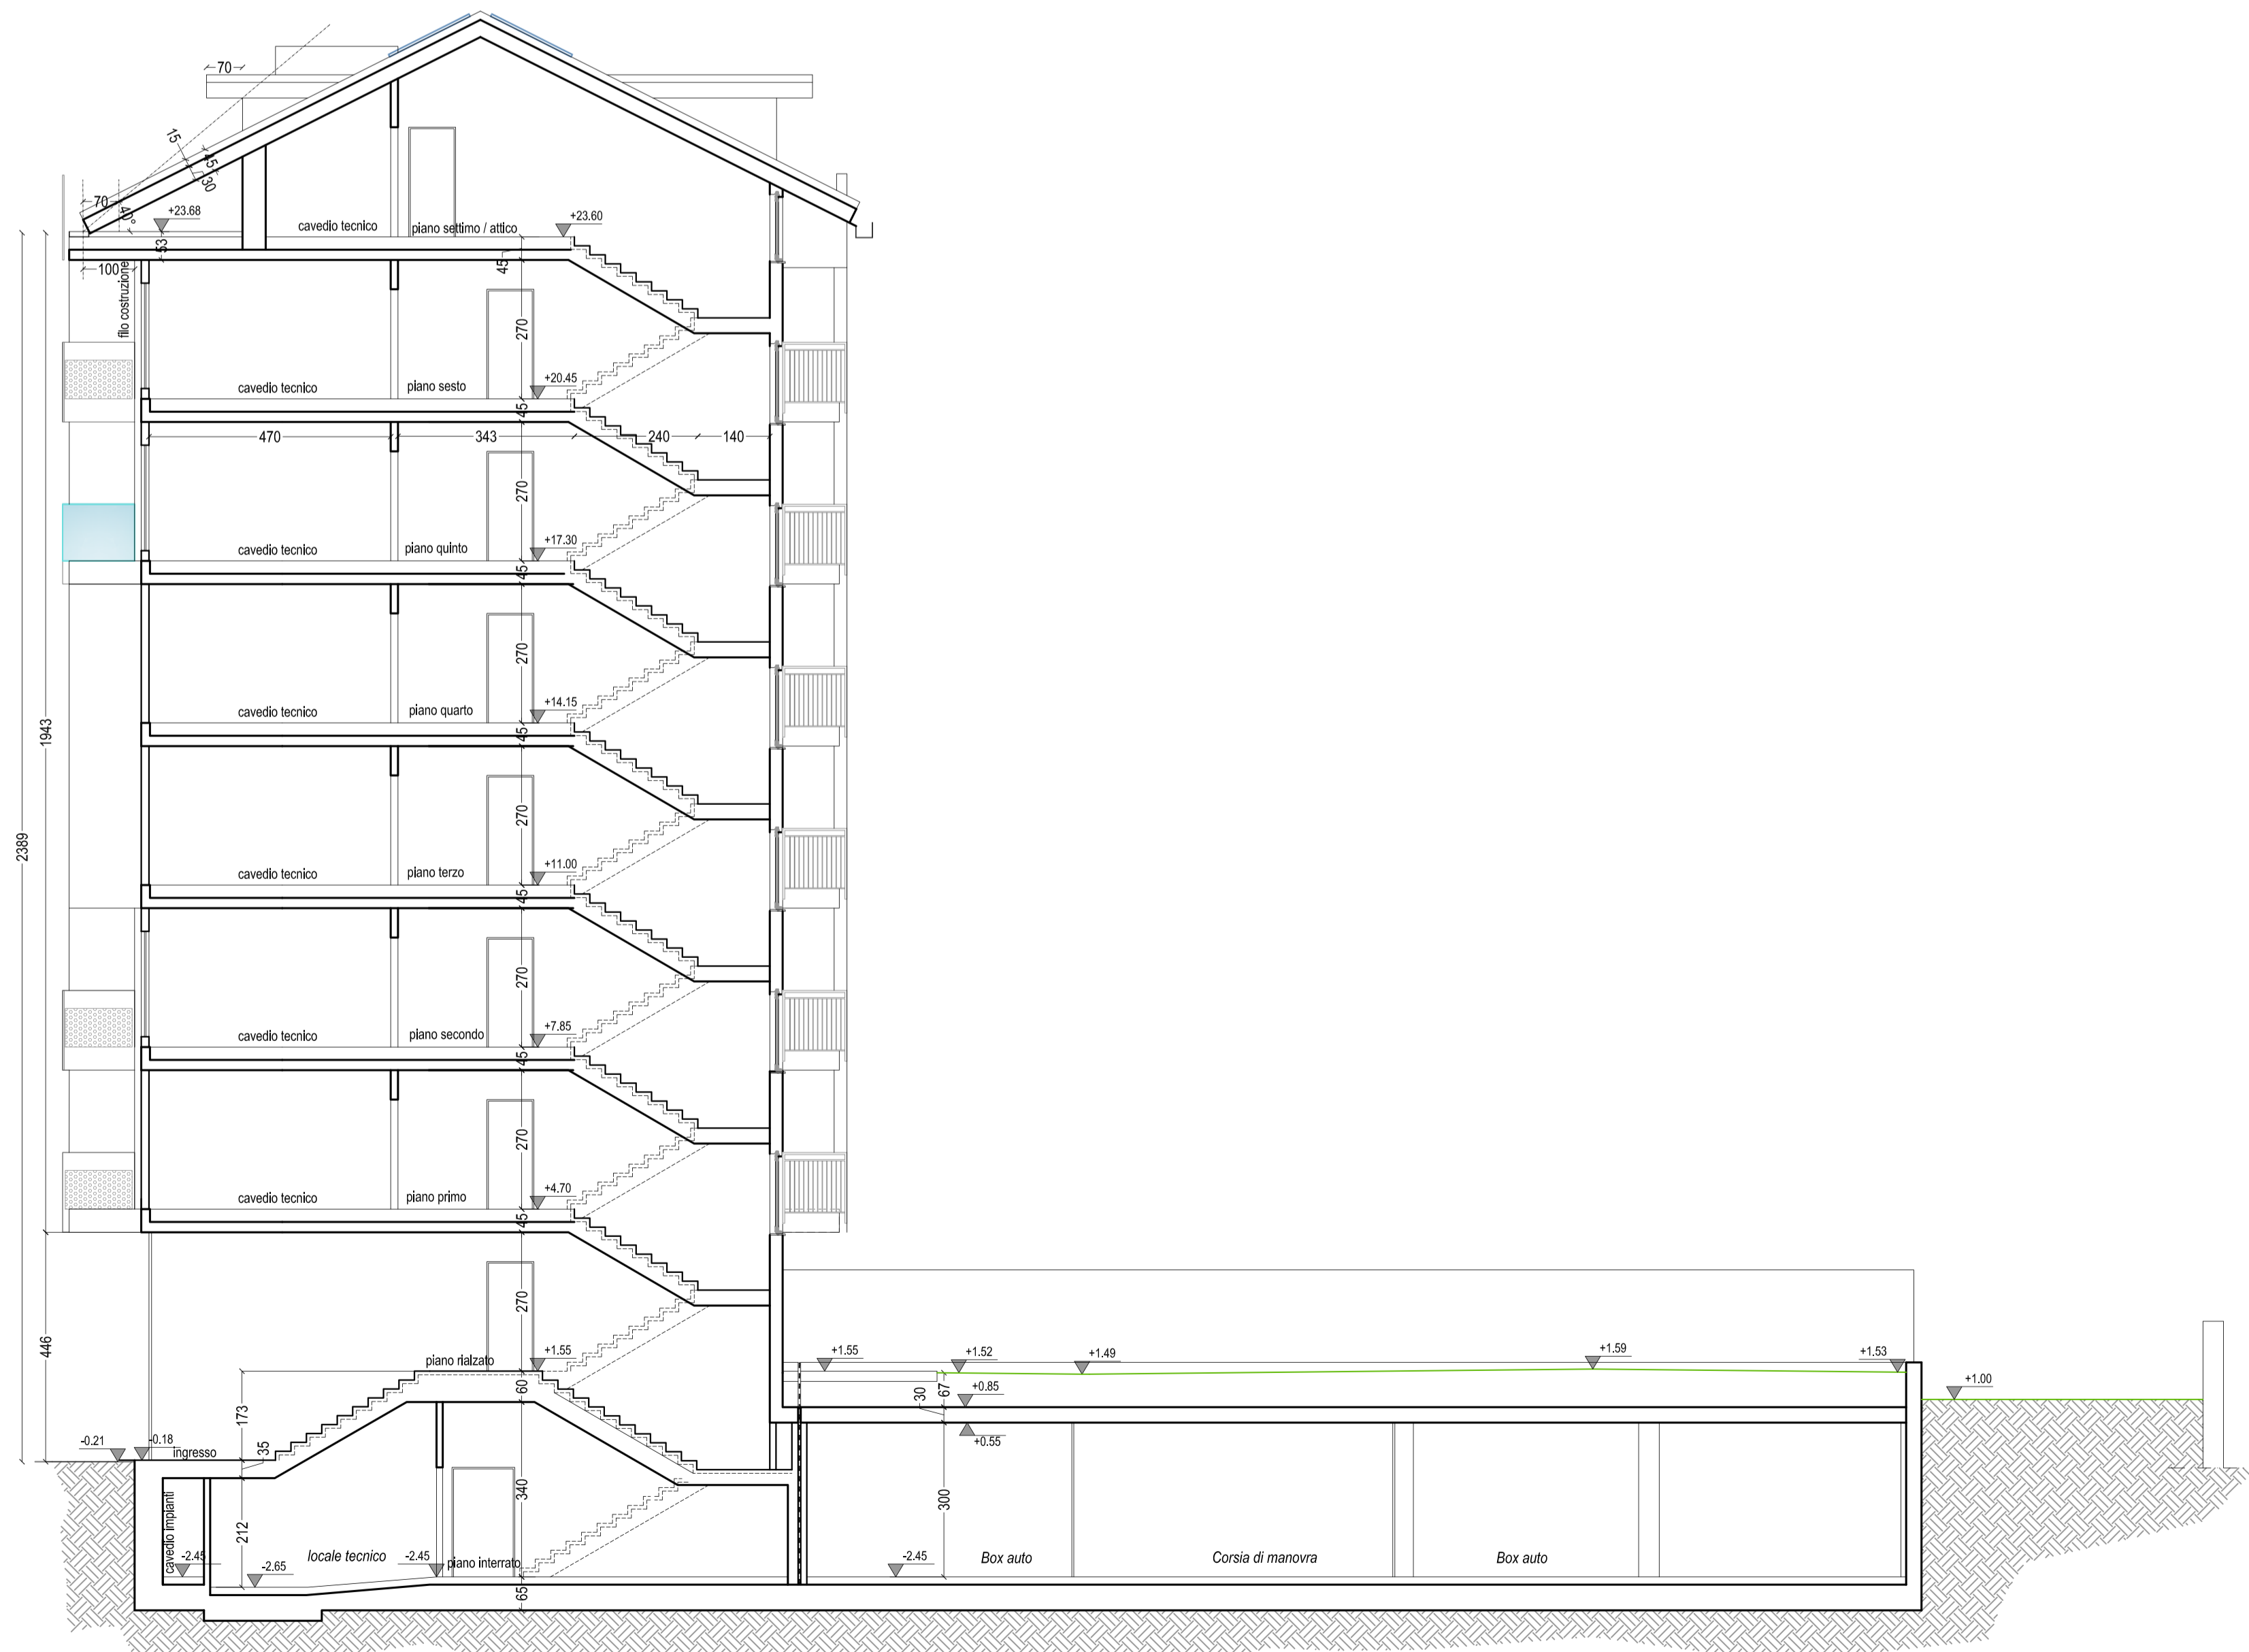 70
15
45
30
70
40°
+23.68
cavedio tecnico
piano settimo / attico
+23.60
53
100
45
filo costruzione
270
cavedio tecnico
piano sesto
+20.45
45
470
343
240
140
270
cavedio tecnico
piano quinto
+17.30
45
270
cavedio tecnico
piano quarto
+14.15
45
1943
2389
270
cavedio tecnico
piano terzo
+11.00
45
270
cavedio tecnico
piano secondo
+7.85
45
270
cavedio tecnico
piano primo
+4.70
45
446
270
piano rialzato
+1.55
+1.55
+1.52
+1.49
+1.59
+1.53
+1.00
60
30
67
+0.85
173
-0.21
-0.18
ingresso
35
+0.55
cavedio impianti
212
340
300
-2.45
-2.65
locale tecnico
-2.45
piano interrato
-2.45
Box auto
Corsia di manovra
Box auto
65